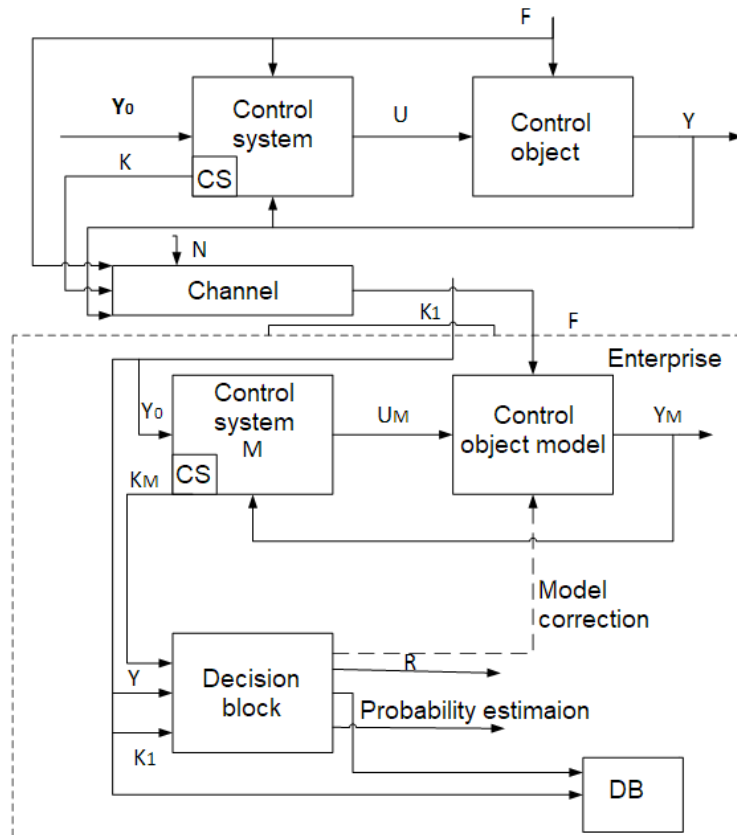 F
Y0
Control
system
U
Control
object
Y
K
CS
N
Channel
K1
F
Enterprise
Y0
Control
system
M
UM
Control
object model
YM
KM
CS
Model
correction
Decision
block
R
Y
Probability estimaion
K1
DB